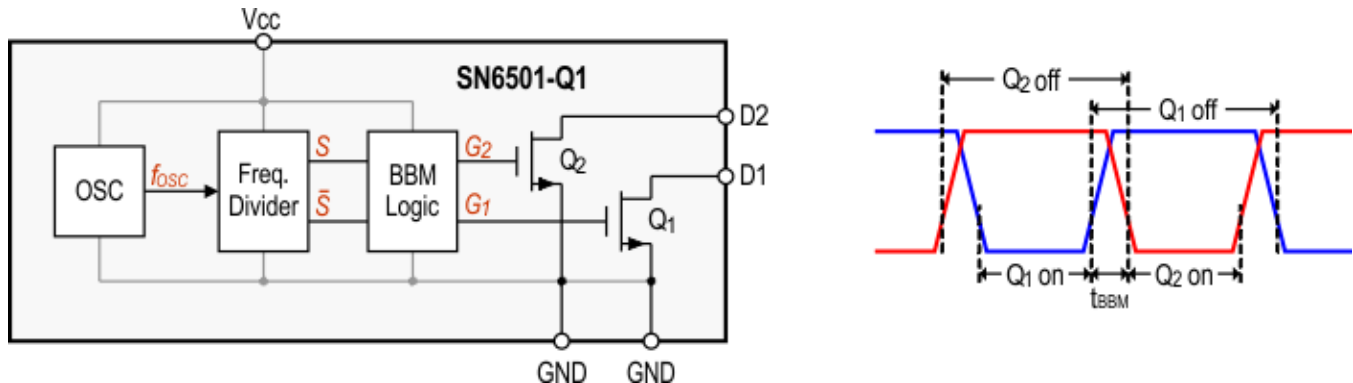 Vcc
SN6501-Q1
OSC
fosc
Freq.
Divider
S
S̄
BBM
Logic
G2
G1
Q2
Q1
D2
D1
GND
GND
Q2 off
Q1 off
Q1 on
tBBM
Q2 on